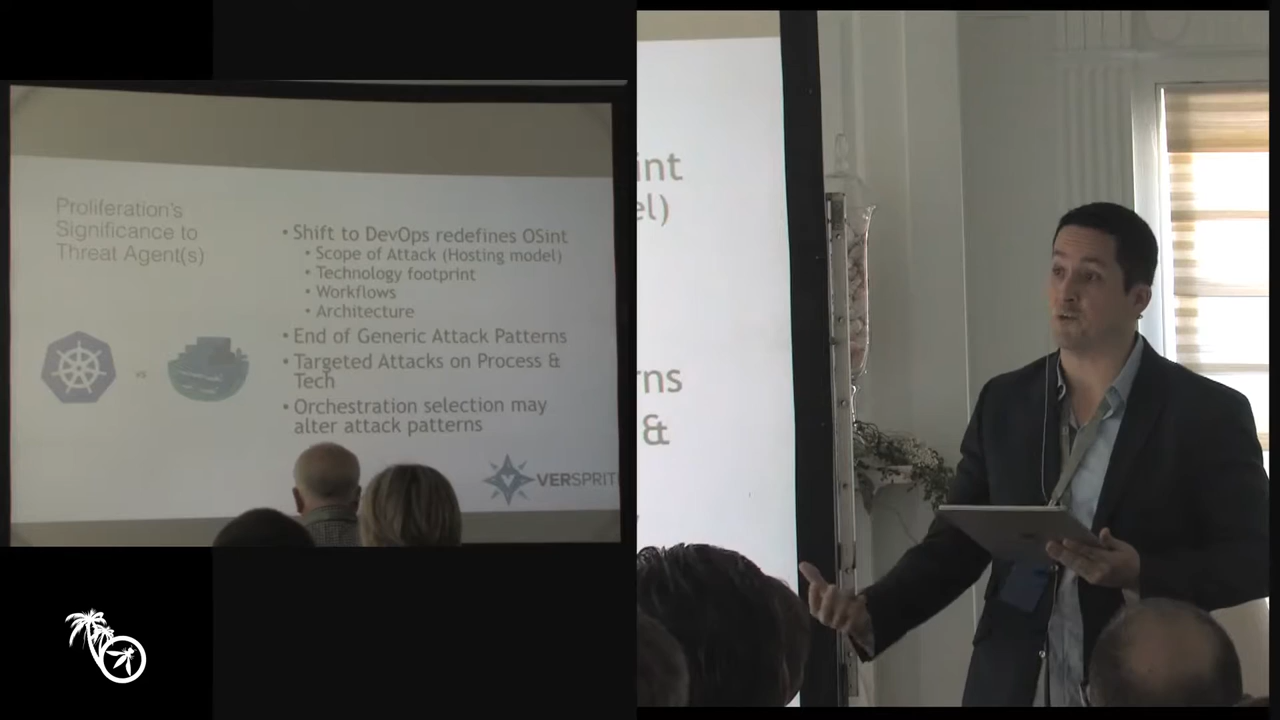 Proliferation's
Significance to
Threat Agent(s)
• Shift to DevOps redefines OSint
• Scope of Attack (Hosting model)
• Technology footprint
• Workflows
• Architecture
• End of Generic Attack Patterns
• Targeted Attacks on Process &
Tech
• Orchestration selection may
alter attack patterns
vs
VERSPRIT
int
el)
rns
&